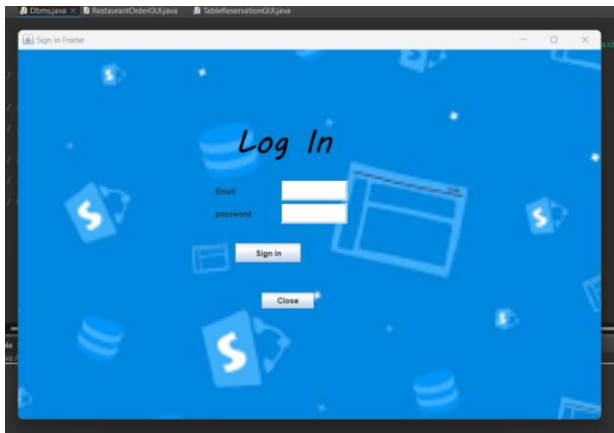 Dbms.java × RestaurantOrderGUI.java TableReservationGUI.java
Sign in Frame
S
Log In
Email
password
S
S
Sign in
Close
S
S